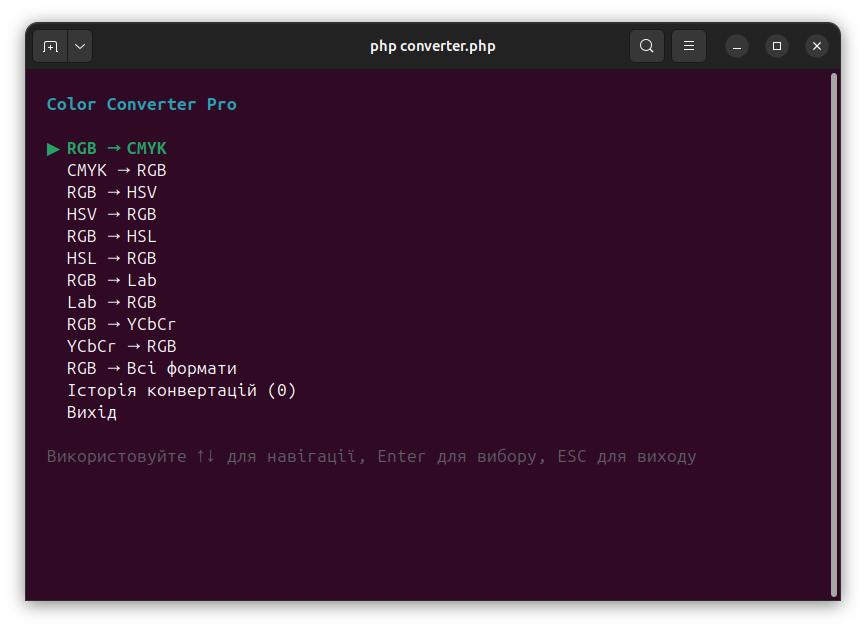 php converter.php
Color Converter Pro
▶ RGB → CMYK
CMYK → RGB
RGB → HSV
HSV → RGB
RGB → HSL
HSL → RGB
RGB → Lab
Lab → RGB
RGB → YCbCr
YCbCr → RGB
RGB → Всі формати
Історія конвертацій (0)
Вихід
Використовуйте ↑↓ для навігації, Enter для вибору, ESC для виходу